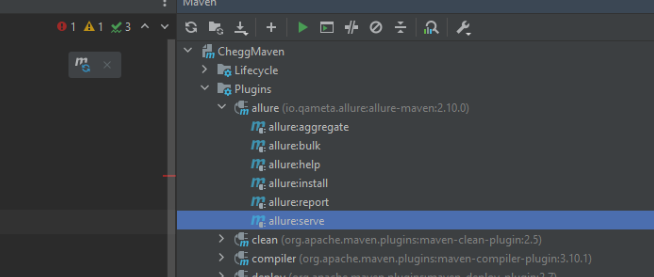 Maven
1 1 3
CheggMaven
Lifecycle
Plugins
allure (io.qameta.allure:allure-maven:2.10.0)
allure:aggregate
allure:bulk
allure:help
allure:install
allure:report
allure:serve
clean (org.apache.maven.plugins:maven-clean-plugin:2.5)
compiler (org.apache.maven.plugins:maven-compiler-plugin:3.10.1)
deploy (org.apache.maven.plugins:maven-deploy-plugin:2.7)